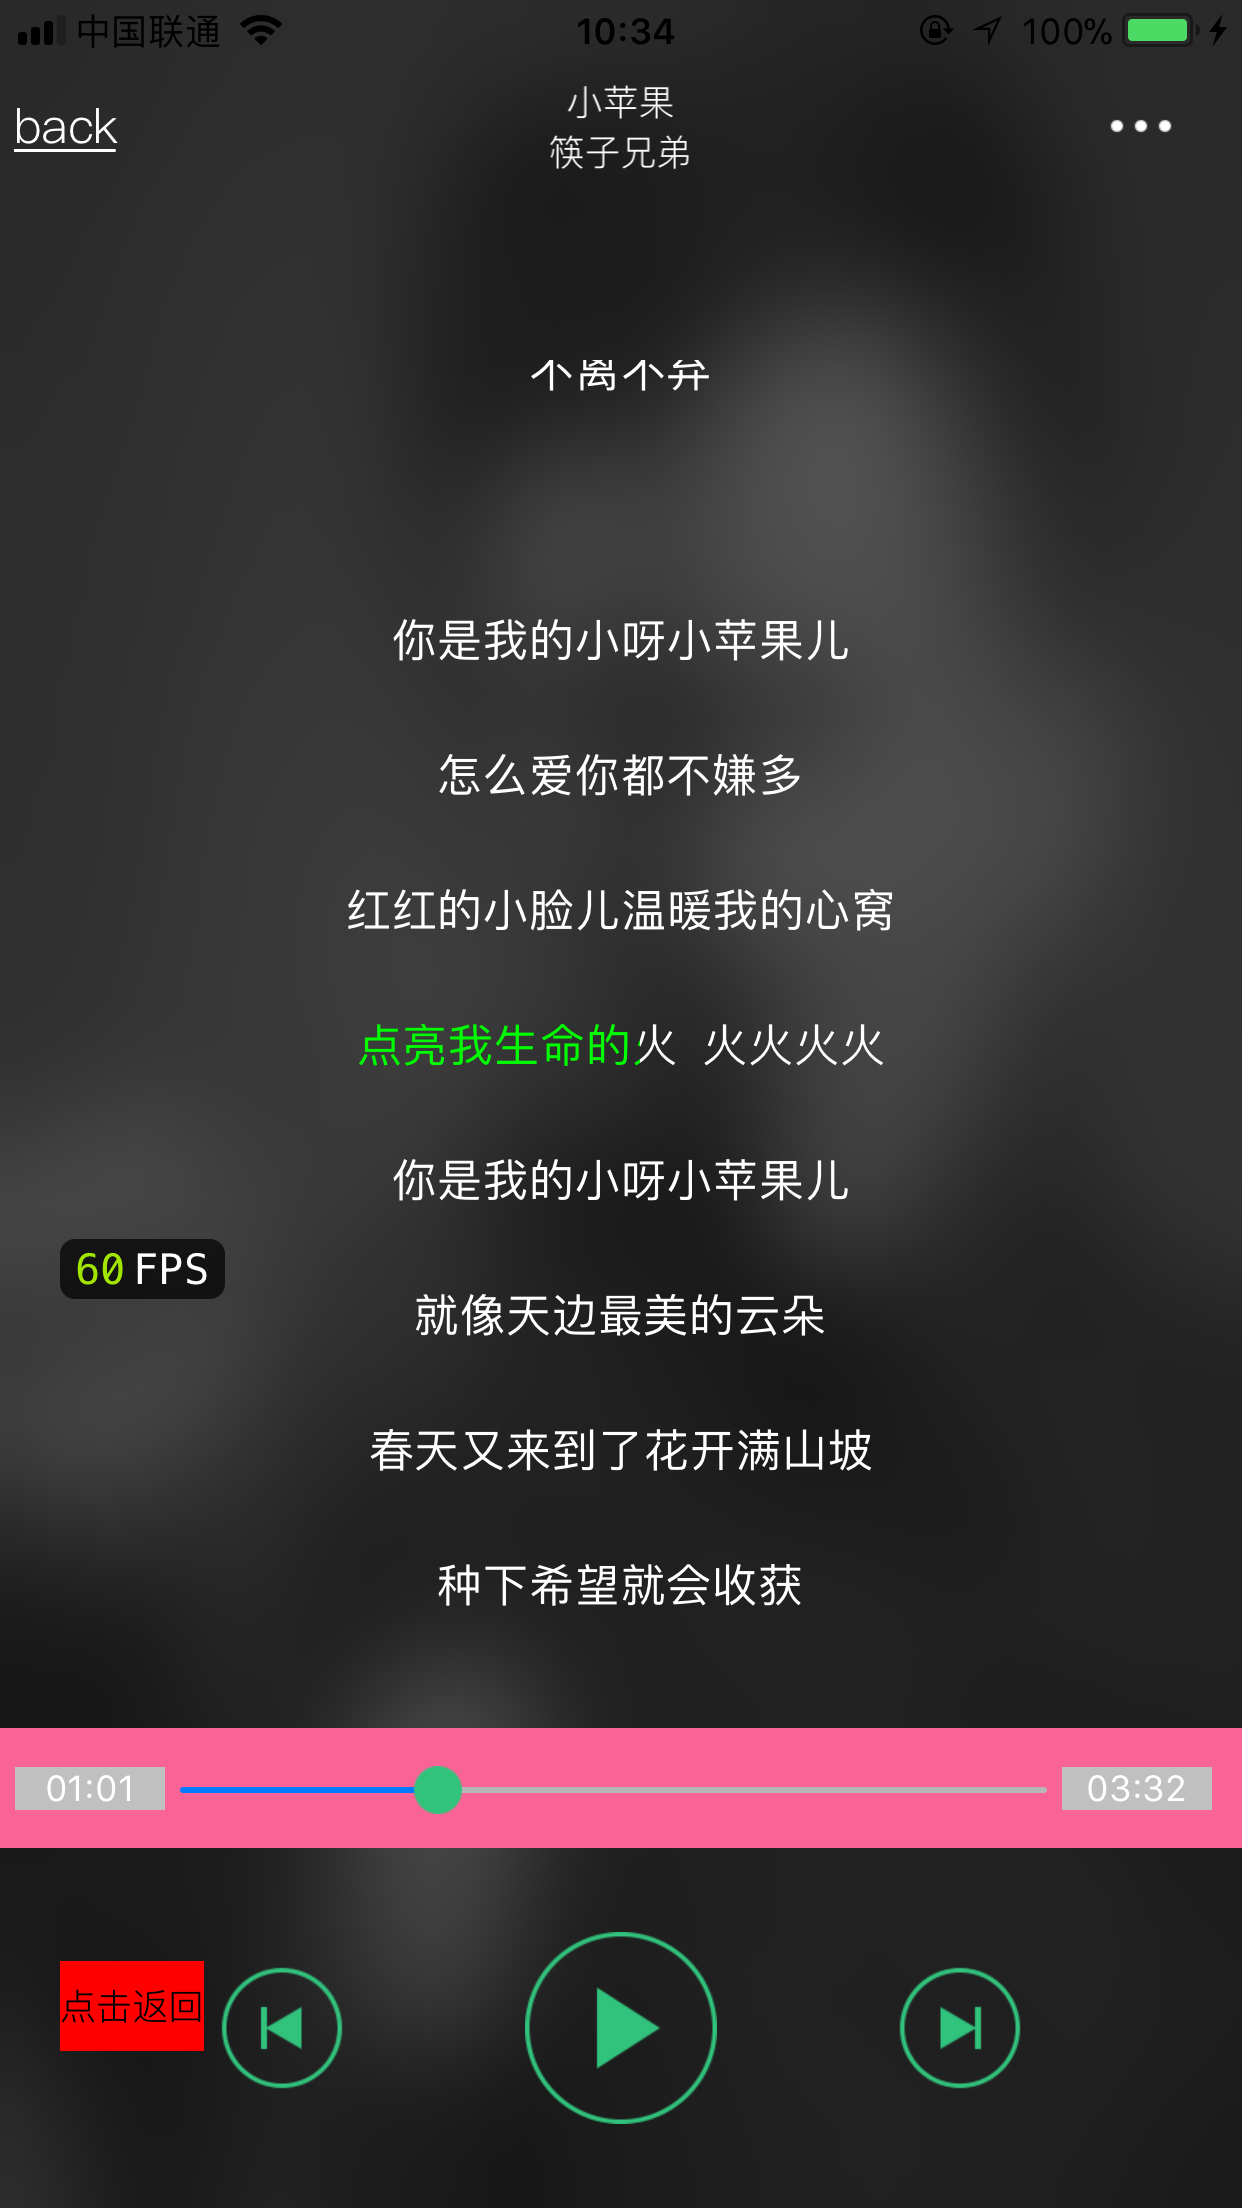 中国联通
10:34
100%
back
小苹果
筷子兄弟
不离不弃
你是我的小呀小苹果儿
怎么爱你都不嫌多
红红的小脸儿温暖我的心窝
点亮我生命的火 火火火火
你是我的小呀小苹果儿
60 FPS
就像天边最美的云朵
春天又来到了花开满山坡
种下希望就会收获
01:01
03:32
点击返回